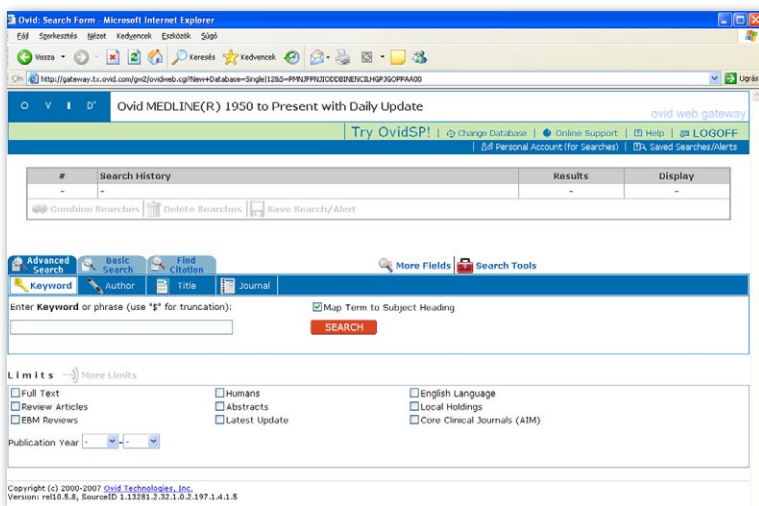 Ovid: Search Form - Microsoft Internet Explorer
Fájl Szerkesztés Nézet Kedvencek Eszközök Súgó
Vissza Keresés Kedvencek
Cím http://gateway.tx.ovid.com/gw2/ovidweb.cgi?New+Database=Single|12&S=PMNJFPNJIODDBINENCILHGPJGOPPAA00 Ugrás
O V I D Ovid MEDLINE(R) 1950 to Present with Daily Update
ovid web gateway
Try OvidSP! | Change Database | Online Support | Help | LOGOFF
| Personal Account (for Searches) | Saved Searches/Alerts
# Search History Results Display
- - - -
Combine Searches Delete Searches Save Search/Alert
Advanced Search Basic Search Find Citation More Fields Search Tools
Keyword Author Title Journal
Enter Keyword or phrase (use "$" for truncation): Map Term to Subject Heading
SEARCH
Limits More Limits
Full Text Humans English Language
Review Articles Abstracts Local Holdings
EBM Reviews Latest Update Core Clinical Journals (AIM)
Publication Year - - -
Copyright (c) 2000-2007 Ovid Technologies, Inc.
Version: rel10.5.8, SourceID 1.13281.2.32.1.0.2.197.1.4.1.5